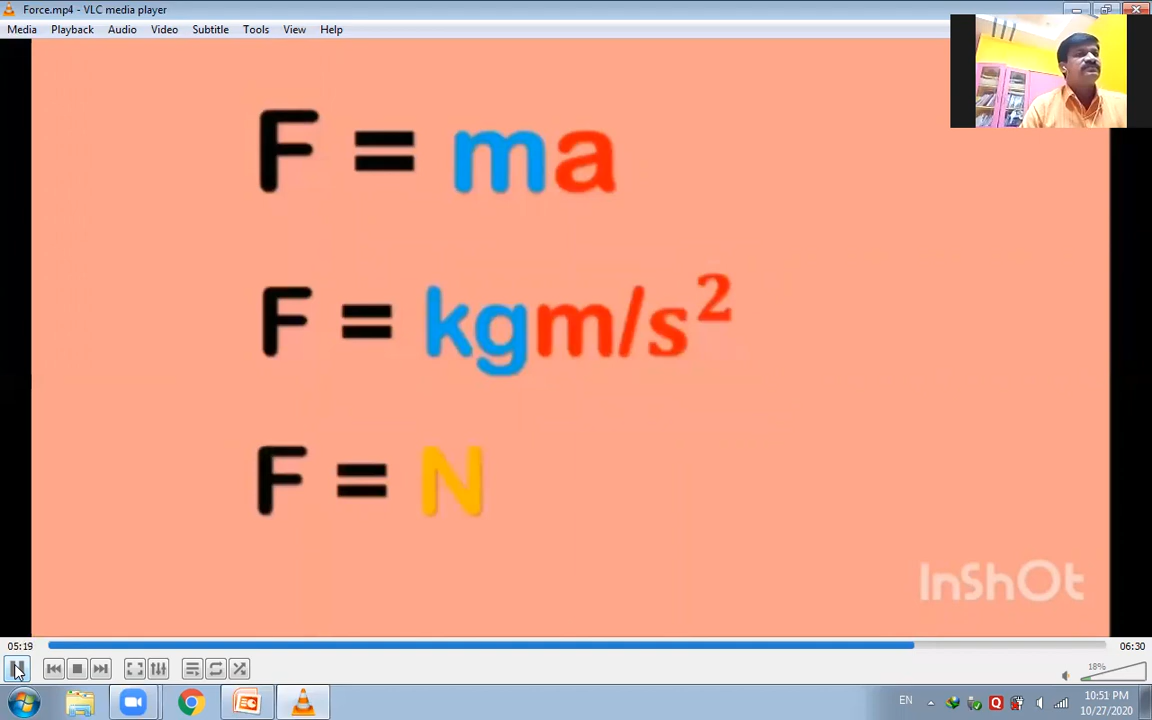 Force.mp4 - VLC media player
Media Playback Audio Video Subtitle Tools View Help
F = ma
F = kgm/s²
F = N
InShOt
05:19
06:30
18%
EN
10:51 PM
10/27/2020